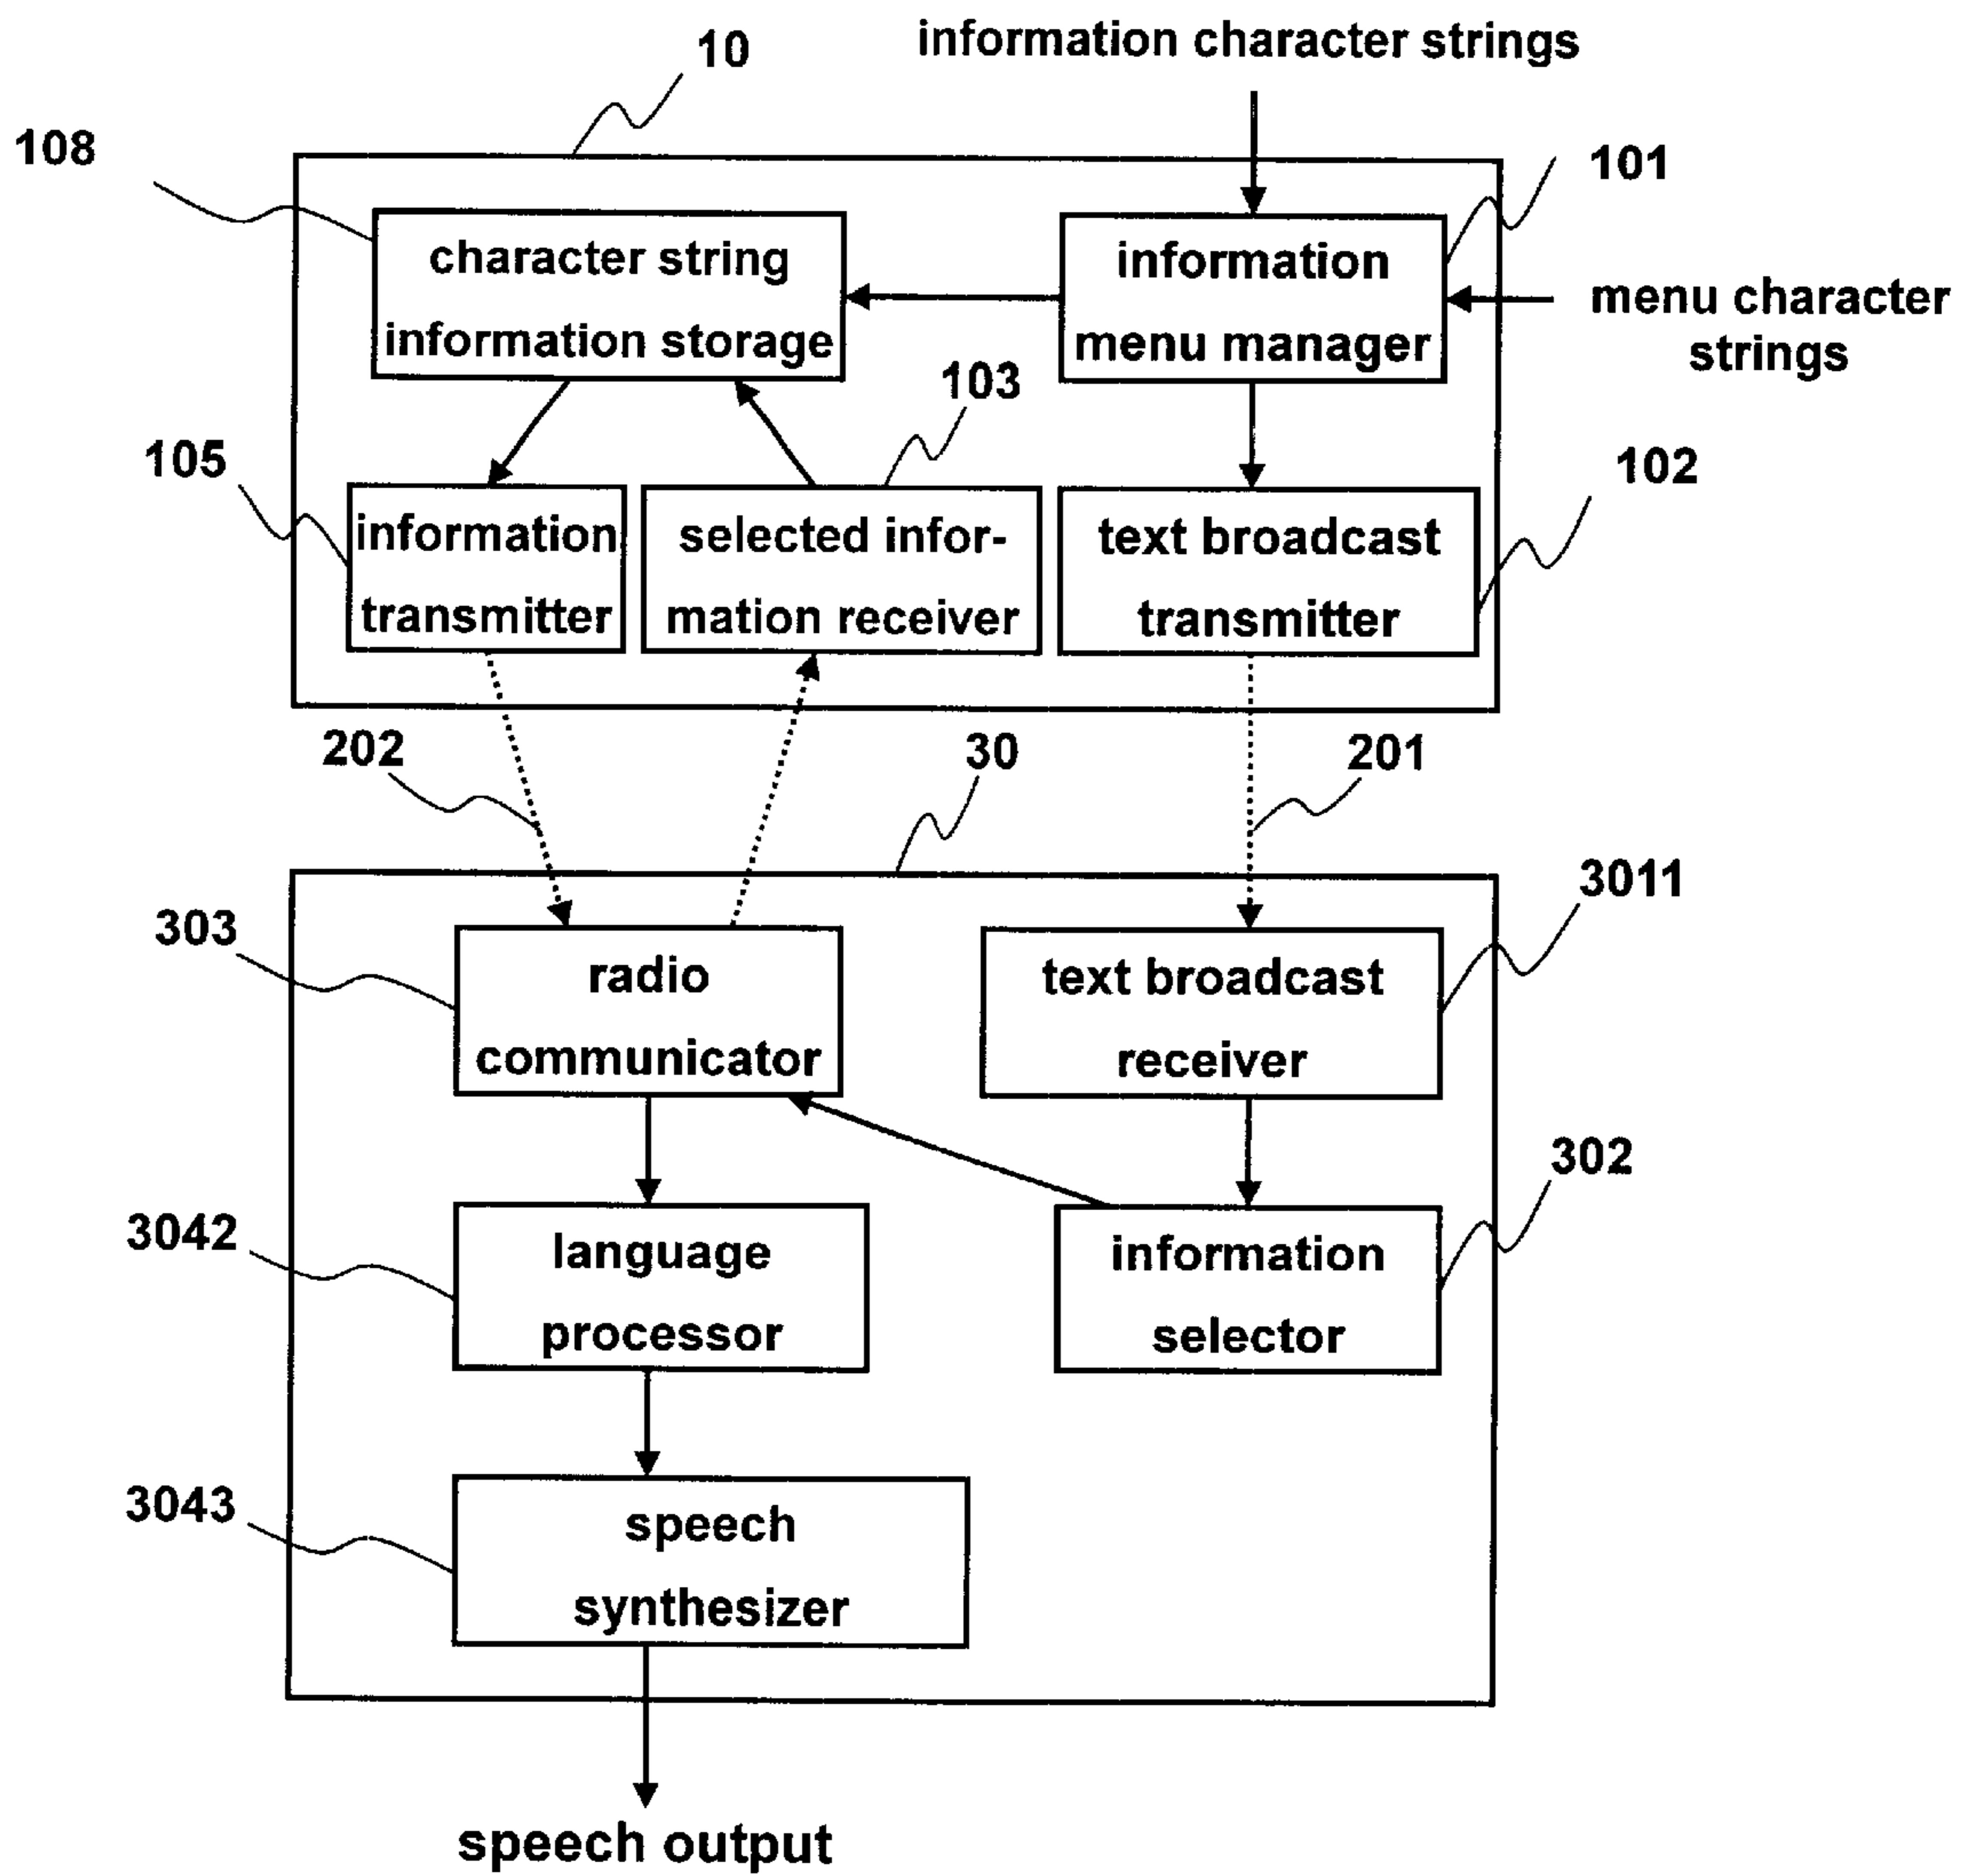 10
information character strings
108
101
character string
information storage
information
menu manager
menu character
strings
103
105
102
information
transmitter
selected infor-
mation receiver
text broadcast
transmitter
202
30
201
3011
303
radio
communicator
text broadcast
receiver
302
3042
language
processor
information
selector
3043
speech
synthesizer
speech output